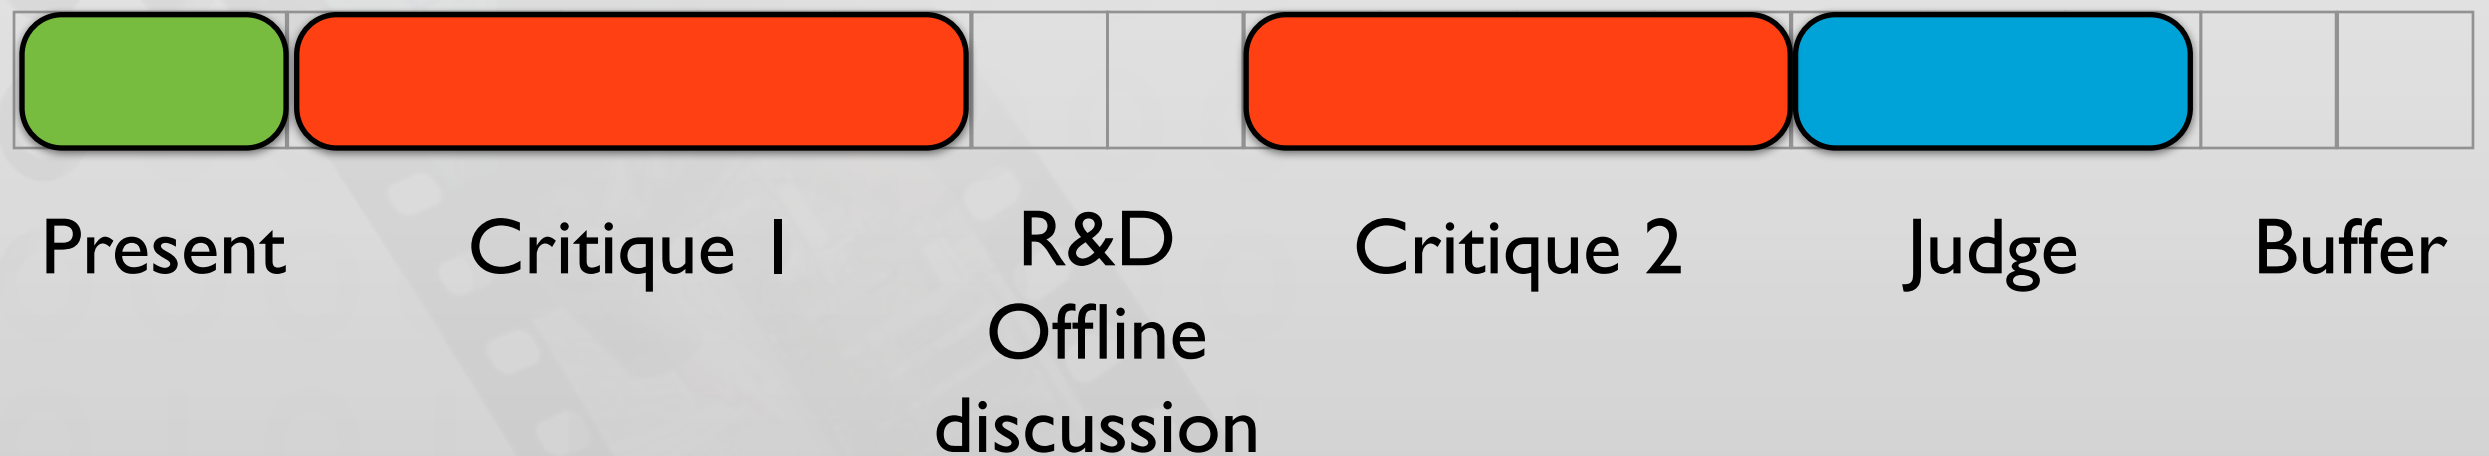 Present
Critique 1
R&D
Offline
discussion
Critique 2
Judge
Buffer